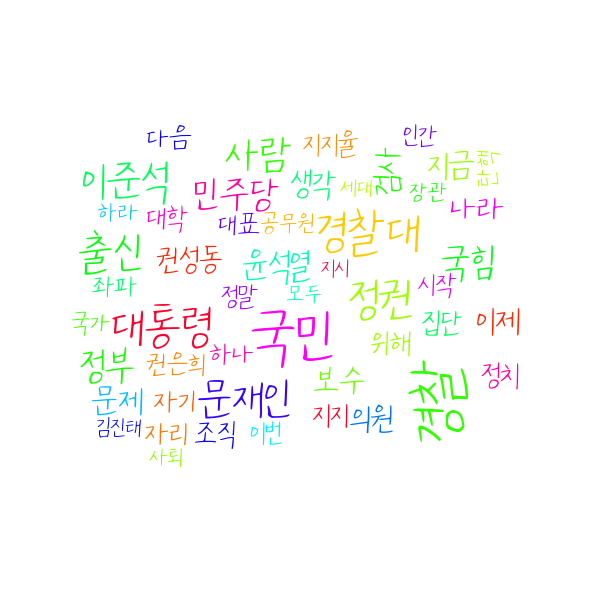 다음 사람 지지율 인간
이준석 민주당 생각 세대 검사 장관 지금 탄핵
하라 대학 대표 공무원 경찰대 나라
출신 권성동 윤석열 지시 국힘
좌파 정말 모두 정권 시작
국가 대통령 국민 위해 집단 이제
정부 권은희 하나 보수 경찰 정치
문제 자기 문재인 지지 의원
김진태 자리 조직 이번
사퇴